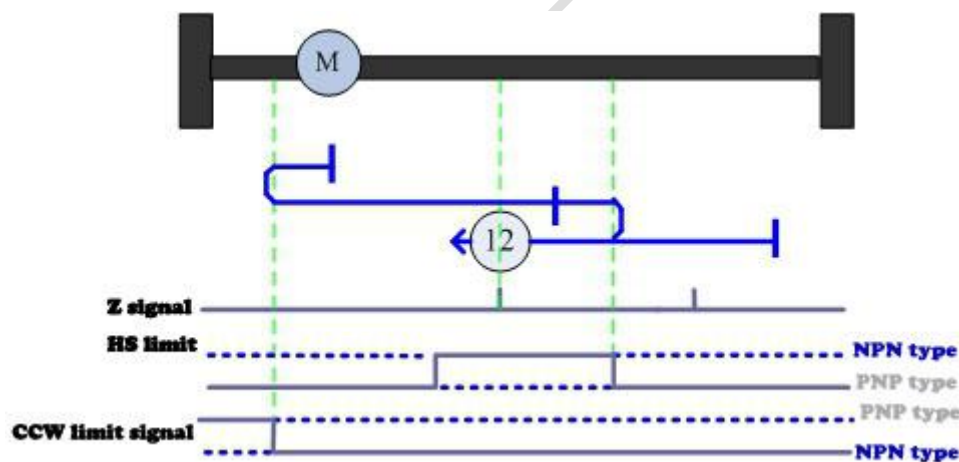 M
12
Z signal
HS limit
NPN type
PNP type
PNP type
CCW limit signal
NPN type